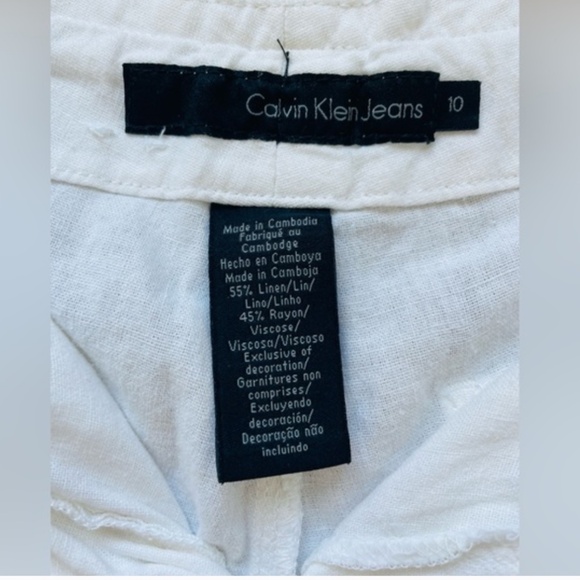 Calvin Klein Jeans 10
Made in Cambodia
Fabriqué au
Cambodge
Hecho en Camboya
Made in Camboja
55% Linen/Lin/
Lino/Linho
45% Rayon/
Viscose/
Viscosa/Viscoso
Exclusive of
decoration/
Garnitures non
comprises/
Excluyendo
decoración/
Decoração não
incluindo